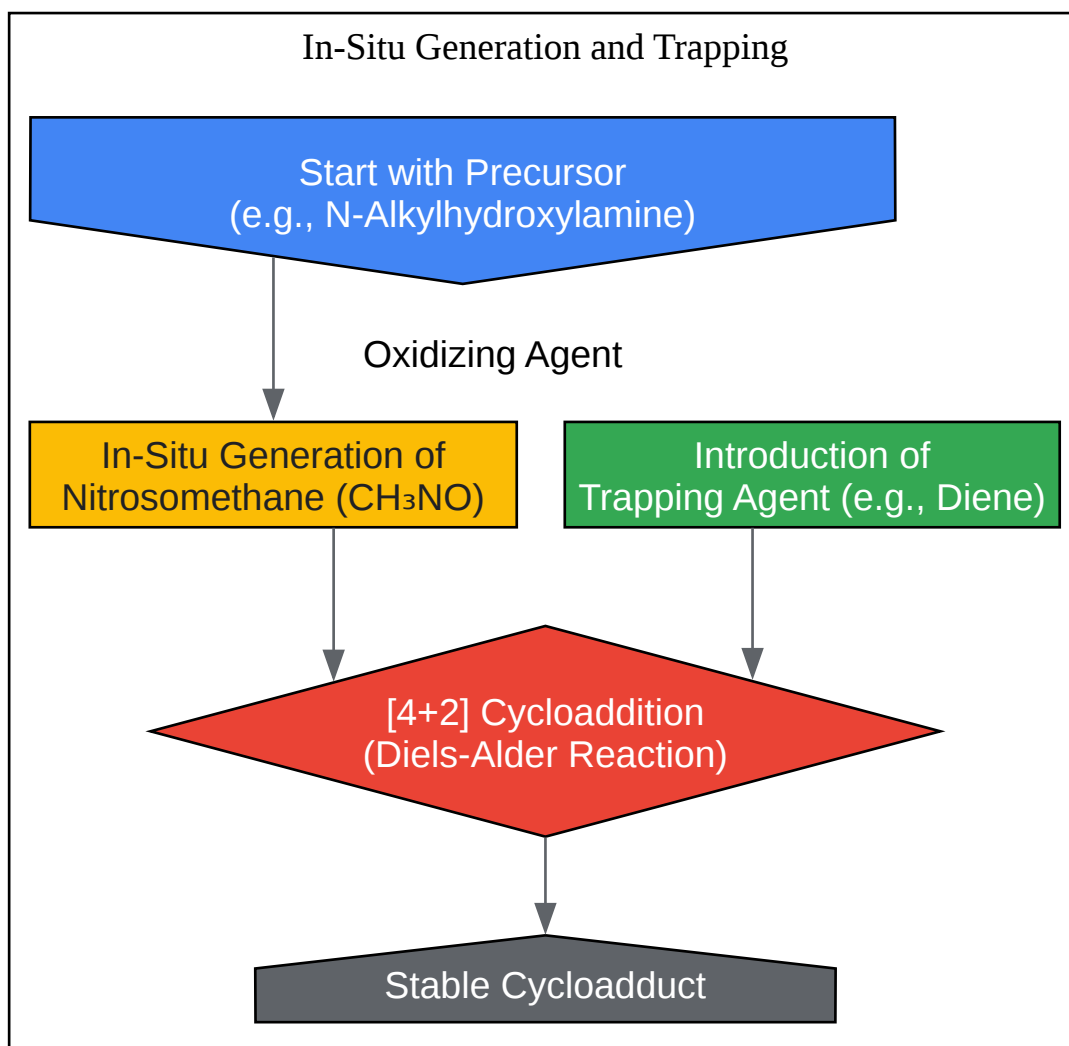 In-Situ Generation and Trapping
Start with Precursor
(e.g., N-Alkylhydroxylamine)
Oxidizing Agent
In-Situ Generation of
Nitrosomethane (CH₃NO)
Introduction of
Trapping Agent (e.g., Diene)
[4+2] Cycloaddition
(Diels-Alder Reaction)
Stable Cycloadduct